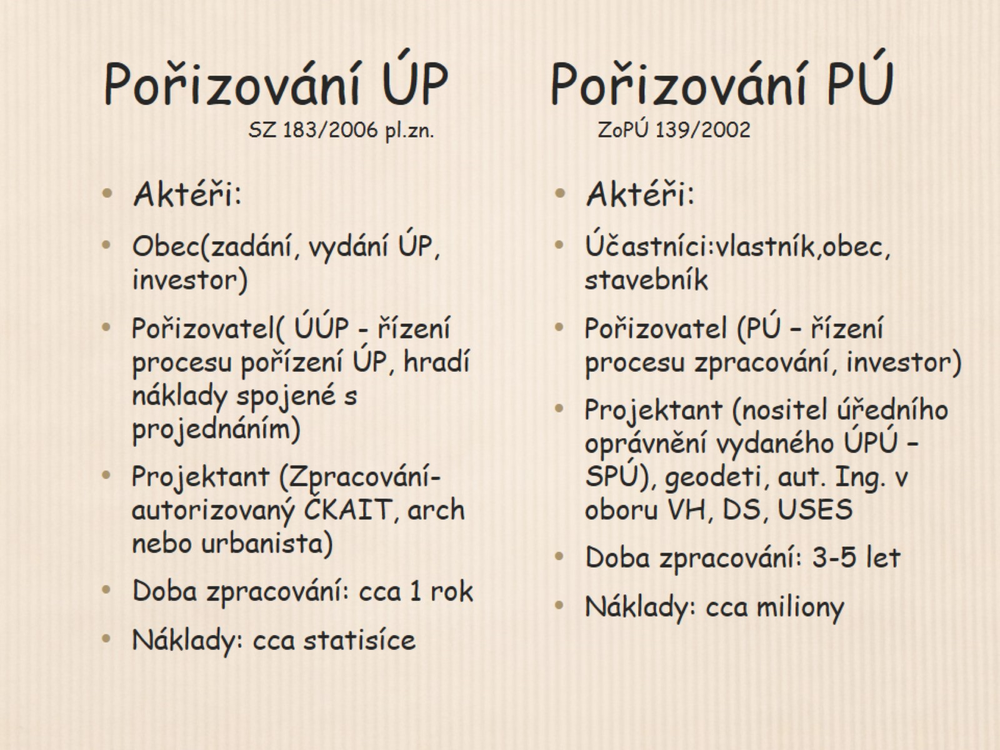 Pořizování ÚP
SZ 183/2006 pl.zn.
• Aktéři:
• Obec(zadání, vydání ÚP,
investor)
• Pořizovatel( ÚÚP - řízení
procesu pořízení ÚP, hradí
náklady spojené s
projednáním)
• Projektant (Zpracování-
autorizovaný ČKAIT, arch
nebo urbanista)
• Doba zpracování: cca 1 rok
• Náklady: cca statisíce
Pořizování PÚ
ZoPÚ 139/2002
• Aktéři:
• Účastníci:vlastník,obec,
stavebník
• Pořizovatel (PÚ – řízení
procesu zpracování, investor)
• Projektant (nositel úředního
oprávnění vydaného ÚPÚ –
SPÚ), geodeti, aut. Ing. v
oboru VH, DS, USES
• Doba zpracování: 3-5 let
• Náklady: cca miliony